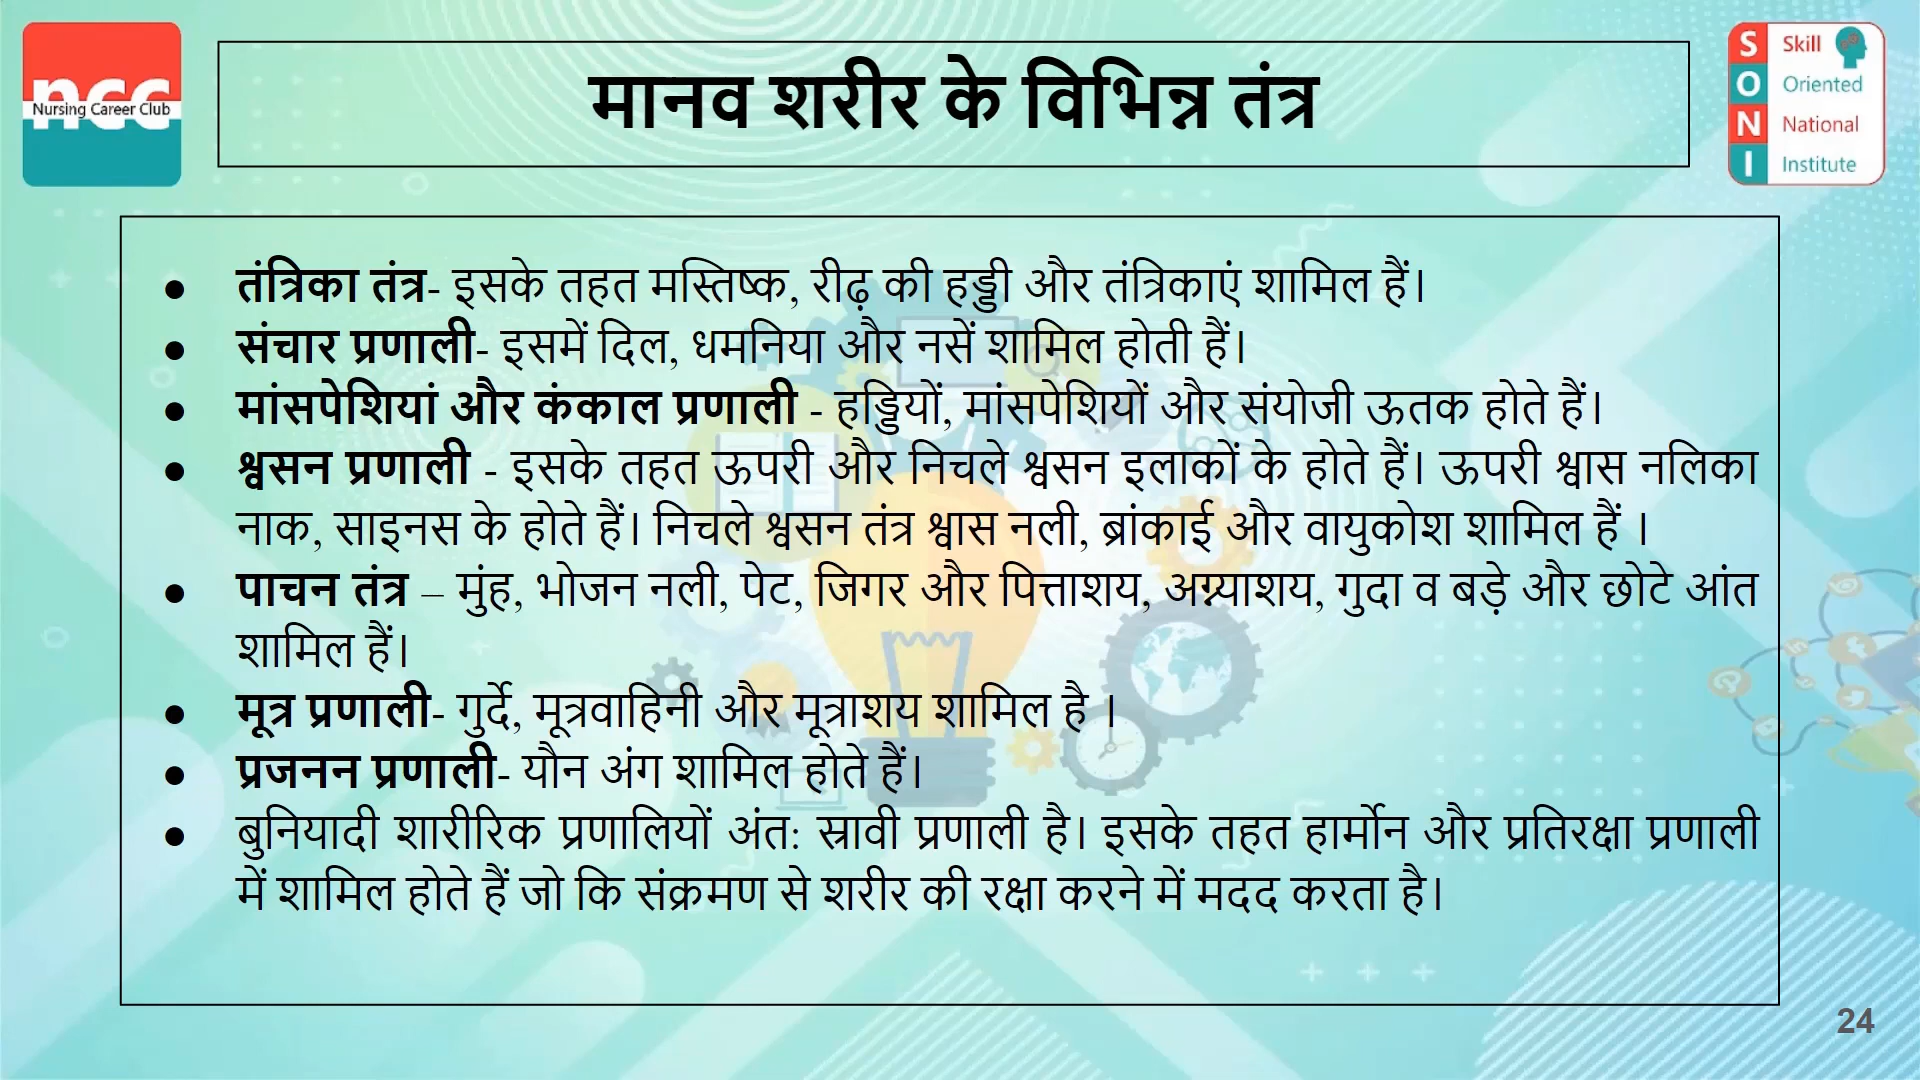 ncc
Nursing Career Club
मानव शरीर के विभिन्न तंत्र
S Skill
O Oriented
N National
I Institute
● तंत्रिका तंत्र- इसके तहत मस्तिष्क, रीढ़ की हड्डी और तंत्रिकाएं शामिल हैं।
● संचार प्रणाली- इसमें दिल, धमनिया और नसें शामिल होती हैं।
● मांसपेशियां और कंकाल प्रणाली - हड्डियों, मांसपेशियों और संयोजी ऊतक होते हैं।
● श्वसन प्रणाली - इसके तहत ऊपरी और निचले श्वसन इलाकों के होते हैं। ऊपरी श्वास नलिका
नाक, साइनस के होते हैं। निचले श्वसन तंत्र श्वास नली, ब्रांकाई और वायुकोश शामिल हैं ।
● पाचन तंत्र – मुंह, भोजन नली, पेट, जिगर और पित्ताशय, अग्न्याशय, गुदा व बड़े और छोटे आंत
शामिल हैं।
● मूत्र प्रणाली- गुर्दे, मूत्रवाहिनी और मूत्राशय शामिल है ।
● प्रजनन प्रणाली- यौन अंग शामिल होते हैं।
● बुनियादी शारीरिक प्रणालियों अंत: स्रावी प्रणाली है। इसके तहत हार्मोन और प्रतिरक्षा प्रणाली
में शामिल होते हैं जो कि संक्रमण से शरीर की रक्षा करने में मदद करता है।
24